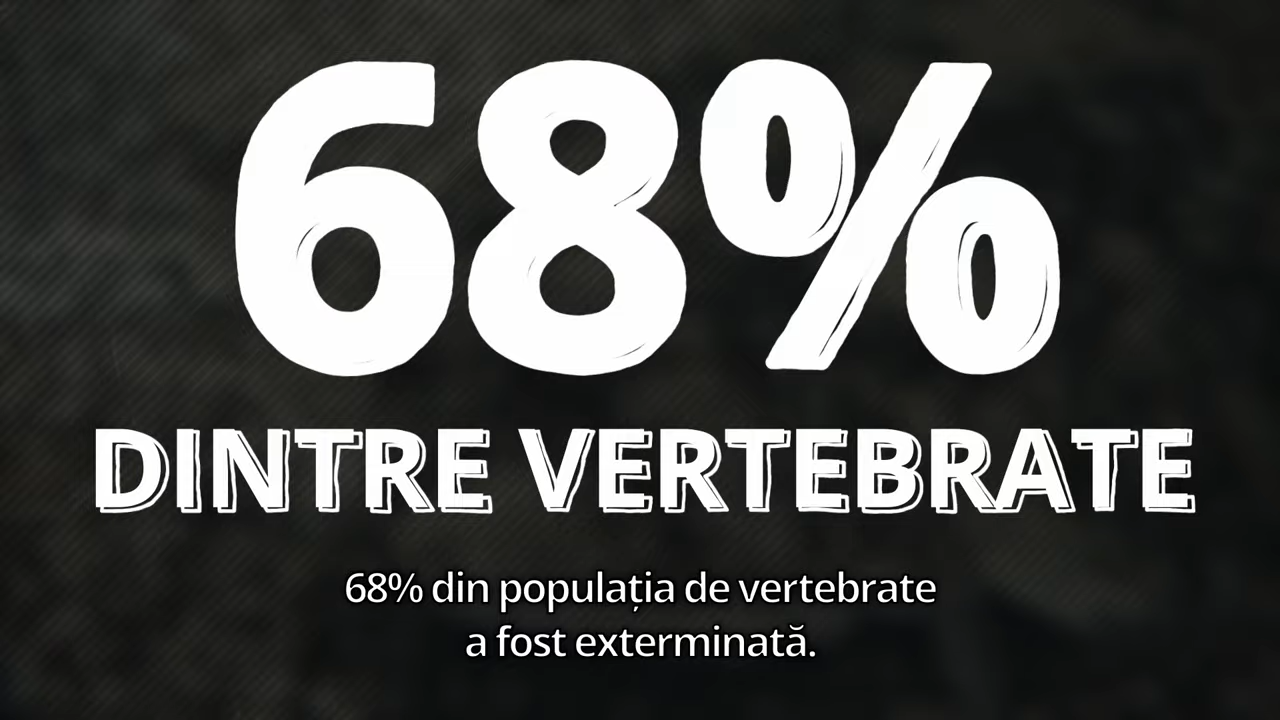 68%
DINTRE VERTEBRATE
68% din populația de vertebrate
a fost exterminată.